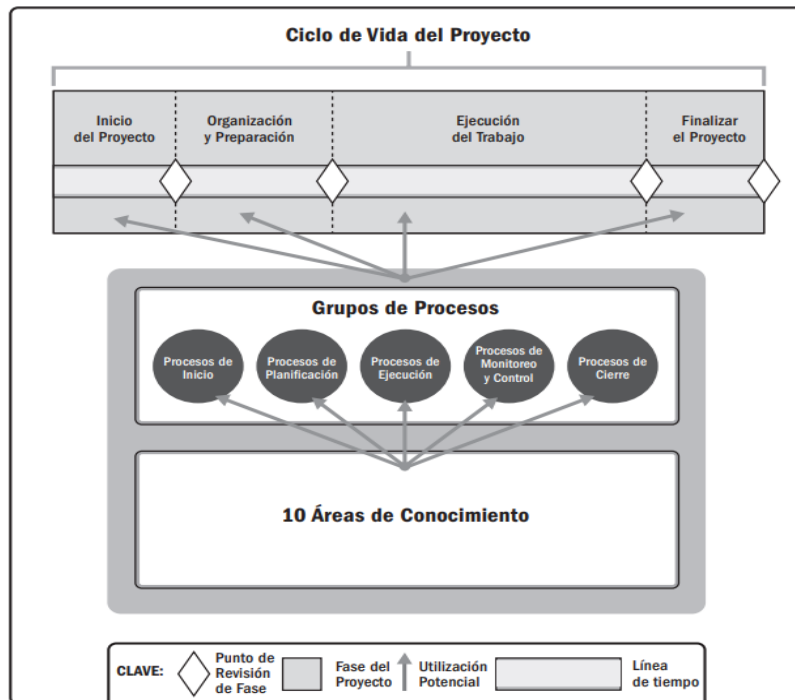 Ciclo de Vida del Proyecto
Inicio
del Proyecto
Organización
y Preparación
Ejecución
del Trabajo
Finalizar
el Proyecto
Grupos de Procesos
Procesos de
Inicio
Procesos de
Planificación
Procesos de
Ejecución
Procesos de
Monitoreo
y Control
Procesos de
Cierre
10 Áreas de Conocimiento
CLAVE:
Punto de
Revisión
de Fase
Fase del
Proyecto
Utilización
Potencial
Línea
de tiempo